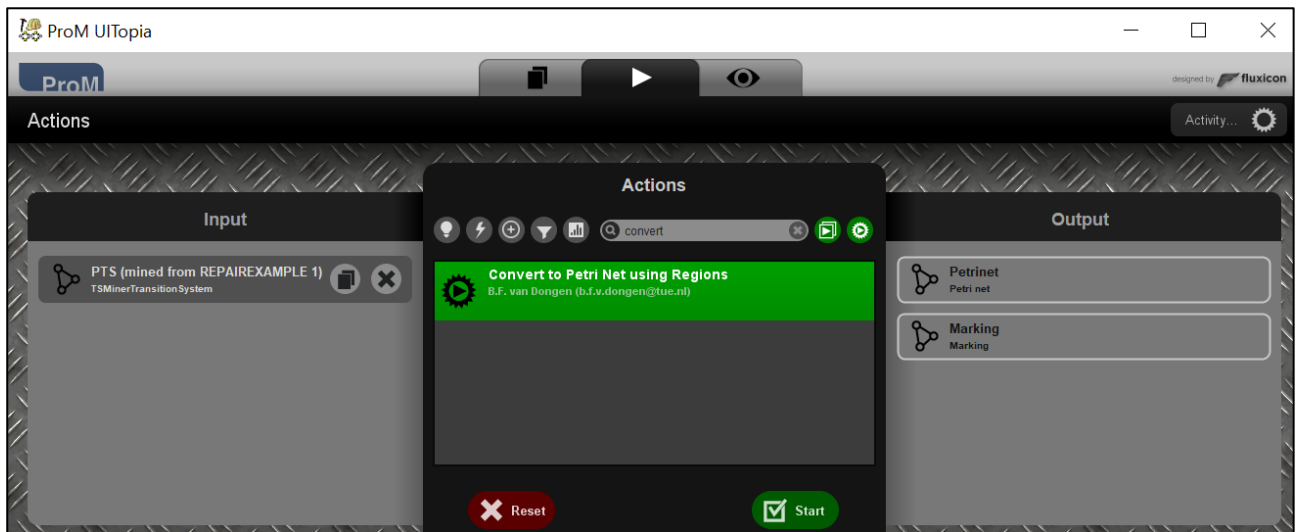 ProM UITopia
ProM
designed by fluxicon
Actions
Activity...
Actions
Input
Output
convert
PTS (mined from REPAIREXAMPLE 1)
TSMinerTransitionSystem
Convert to Petri Net using Regions
B.F. van Dongen (b.f.v.dongen@tue.nl)
Petrinet
Petri net
Marking
Marking
Reset
Start